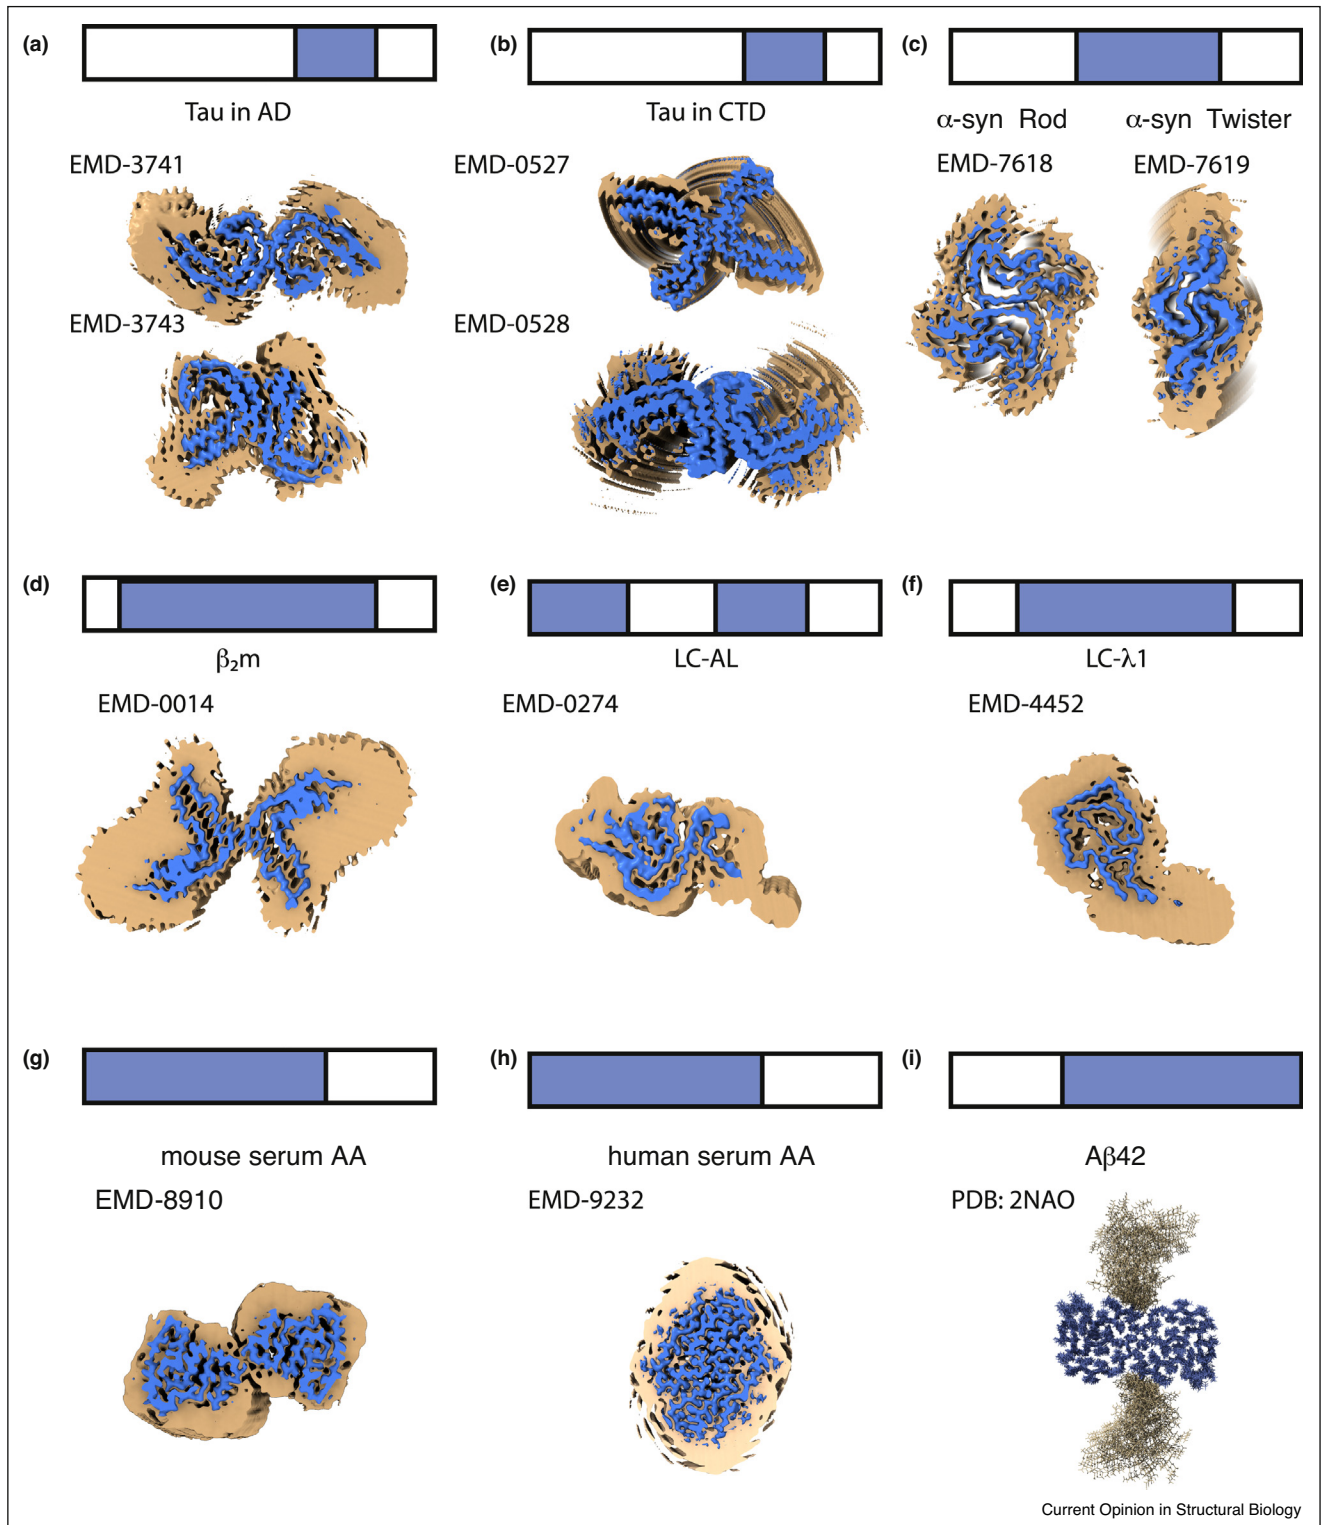 (a)
Tau in AD
EMD-3741
EMD-3743
(b)
Tau in CTD
EMD-0527
EMD-0528
(c)
α-syn Rod
α-syn Twister
EMD-7618
EMD-7619
(d)
β₂m
EMD-0014
(e)
LC-AL
EMD-0274
(f)
LC-λ1
EMD-4452
(g)
mouse serum AA
EMD-8910
(h)
human serum AA
EMD-9232
(i)
Aβ42
PDB: 2NAO
Current Opinion in Structural Biology